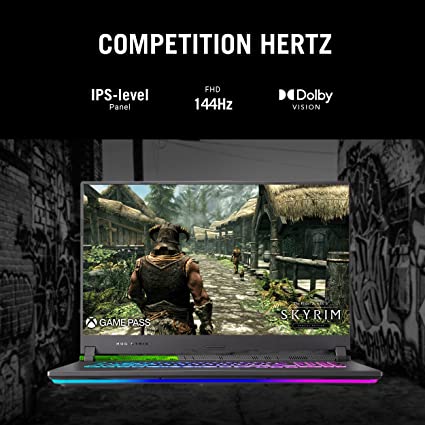 COMPETITION HERTZ
IPS-level
Panel
FHD
144Hz
Dolby
VISION
GAME PASS
SKYRIM